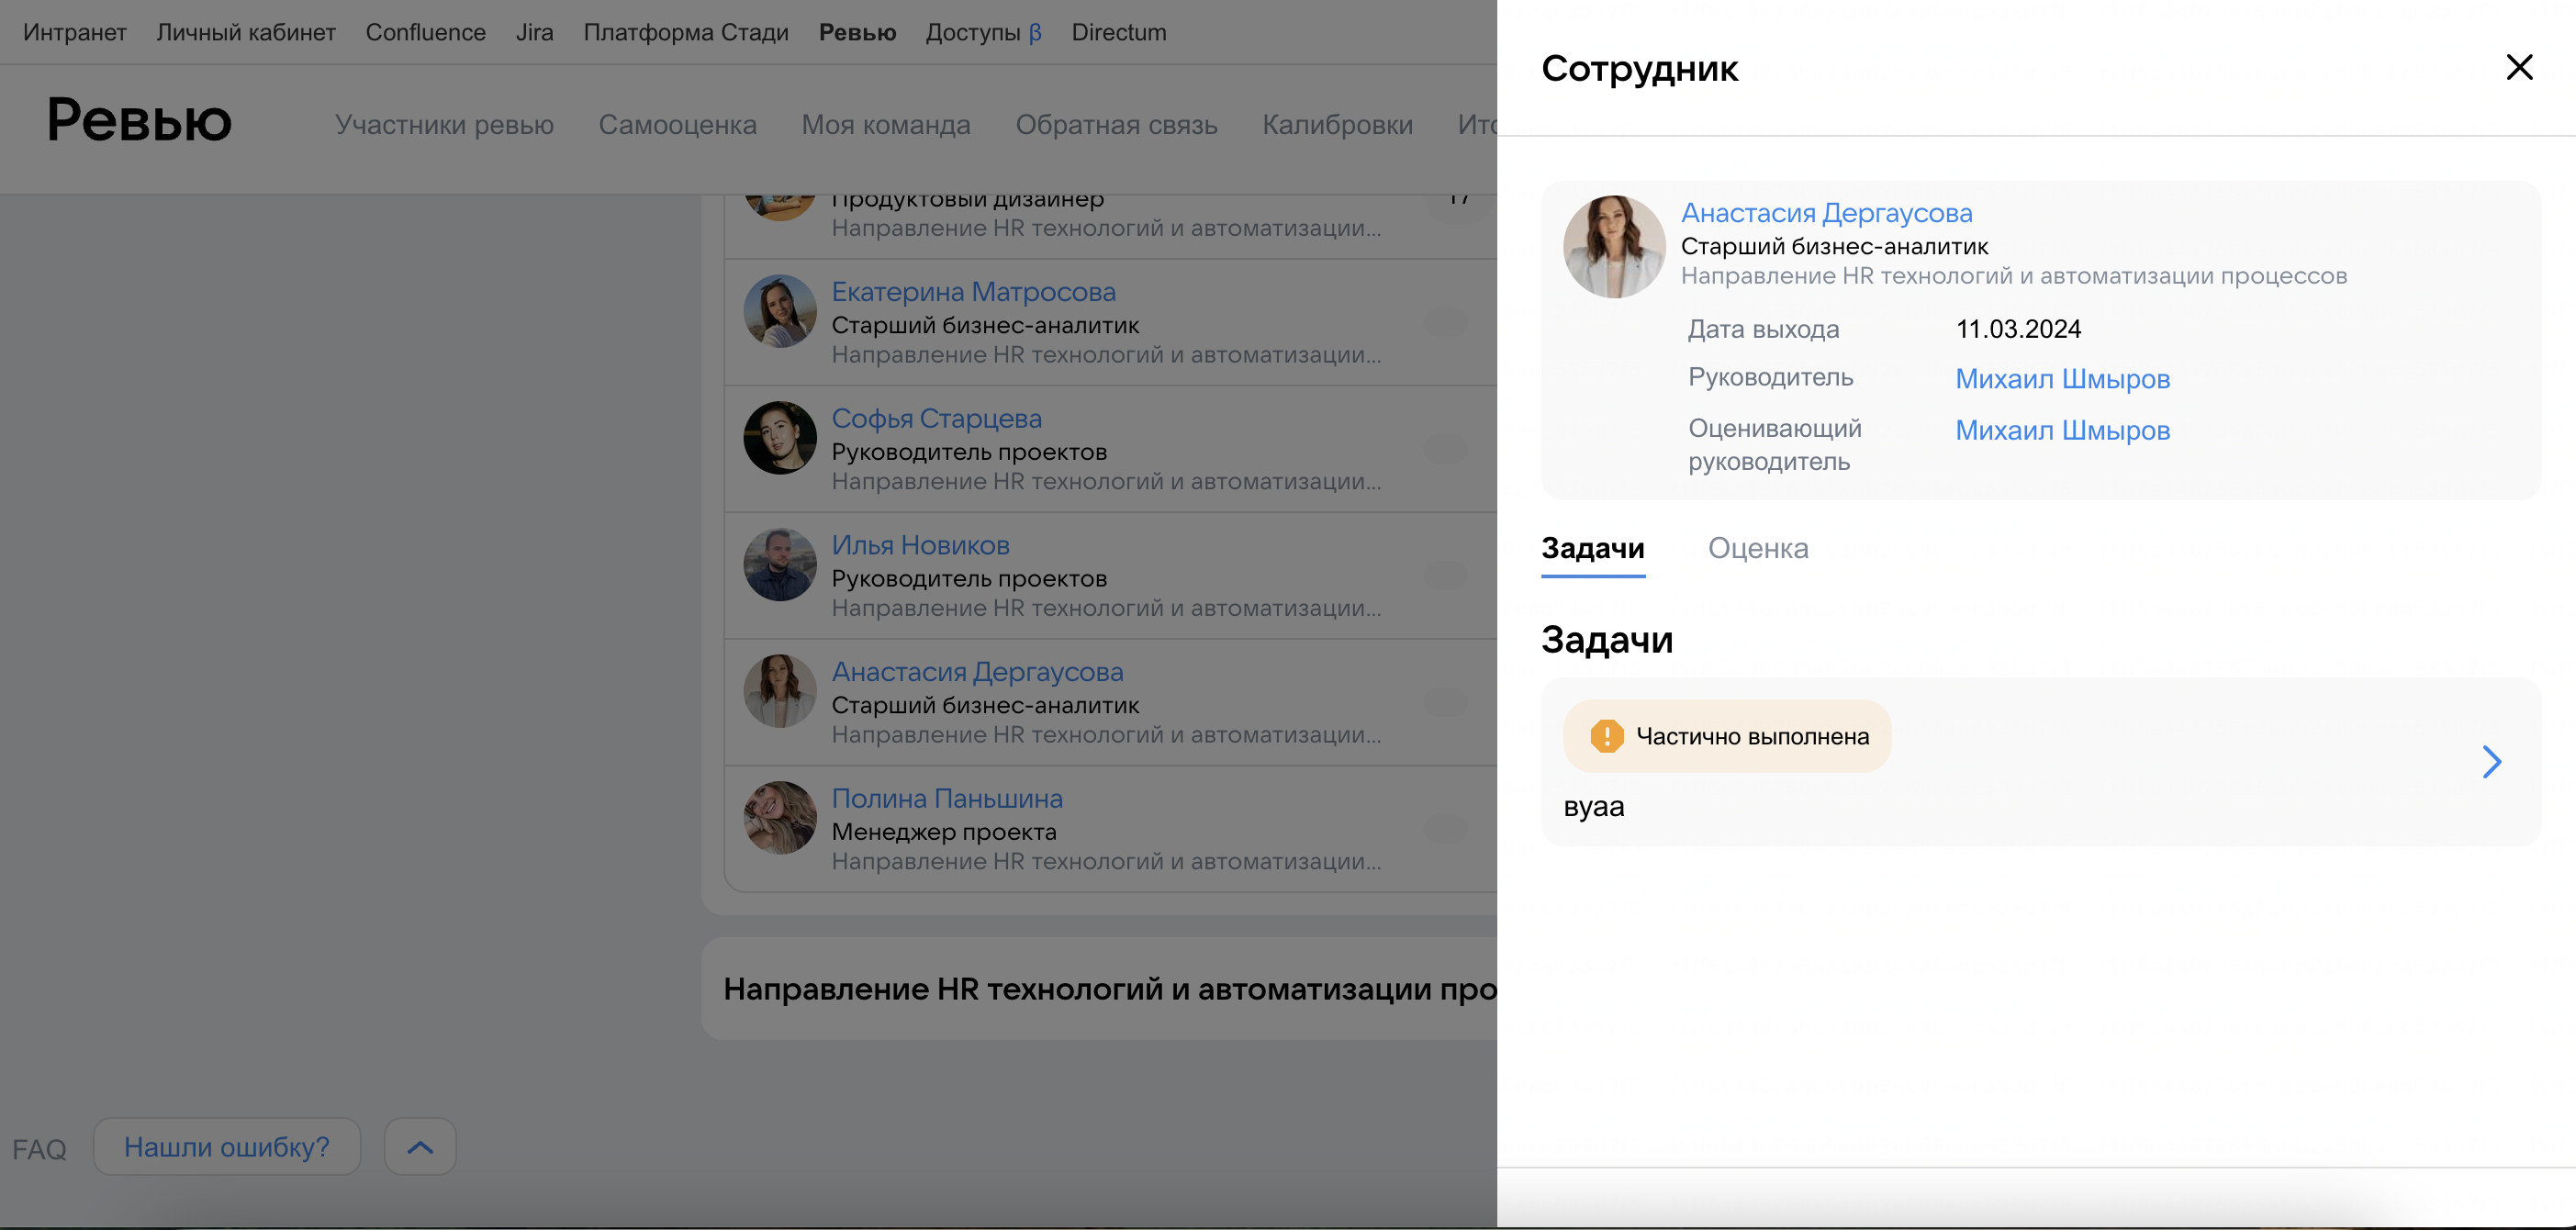 Интранет Личный кабинет Confluence Jira Платформа Стади Ревью Доступы β Directum
Ревью Участники ревью Самооценка Моя команда Обратная связь Калибровки Ито
Продуктовый дизайнер 17
Направление HR технологий и автоматизации...
Екатерина Матросова
Старший бизнес-аналитик
Направление HR технологий и автоматизации...
Софья Старцева
Руководитель проектов
Направление HR технологий и автоматизации...
Илья Новиков
Руководитель проектов
Направление HR технологий и автоматизации...
Анастасия Дергаусова
Старший бизнес-аналитик
Направление HR технологий и автоматизации...
Полина Паньшина
Менеджер проекта
Направление HR технологий и автоматизации...
Направление HR технологий и автоматизации про
FAQ Нашли ошибку?
Сотрудник
Анастасия Дергаусова
Старший бизнес-аналитик
Направление HR технологий и автоматизации процессов
Дата выхода 11.03.2024
Руководитель Михаил Шмыров
Оценивающий Михаил Шмыров
руководитель
Задачи Оценка
Задачи
Частично выполнена
вуаа